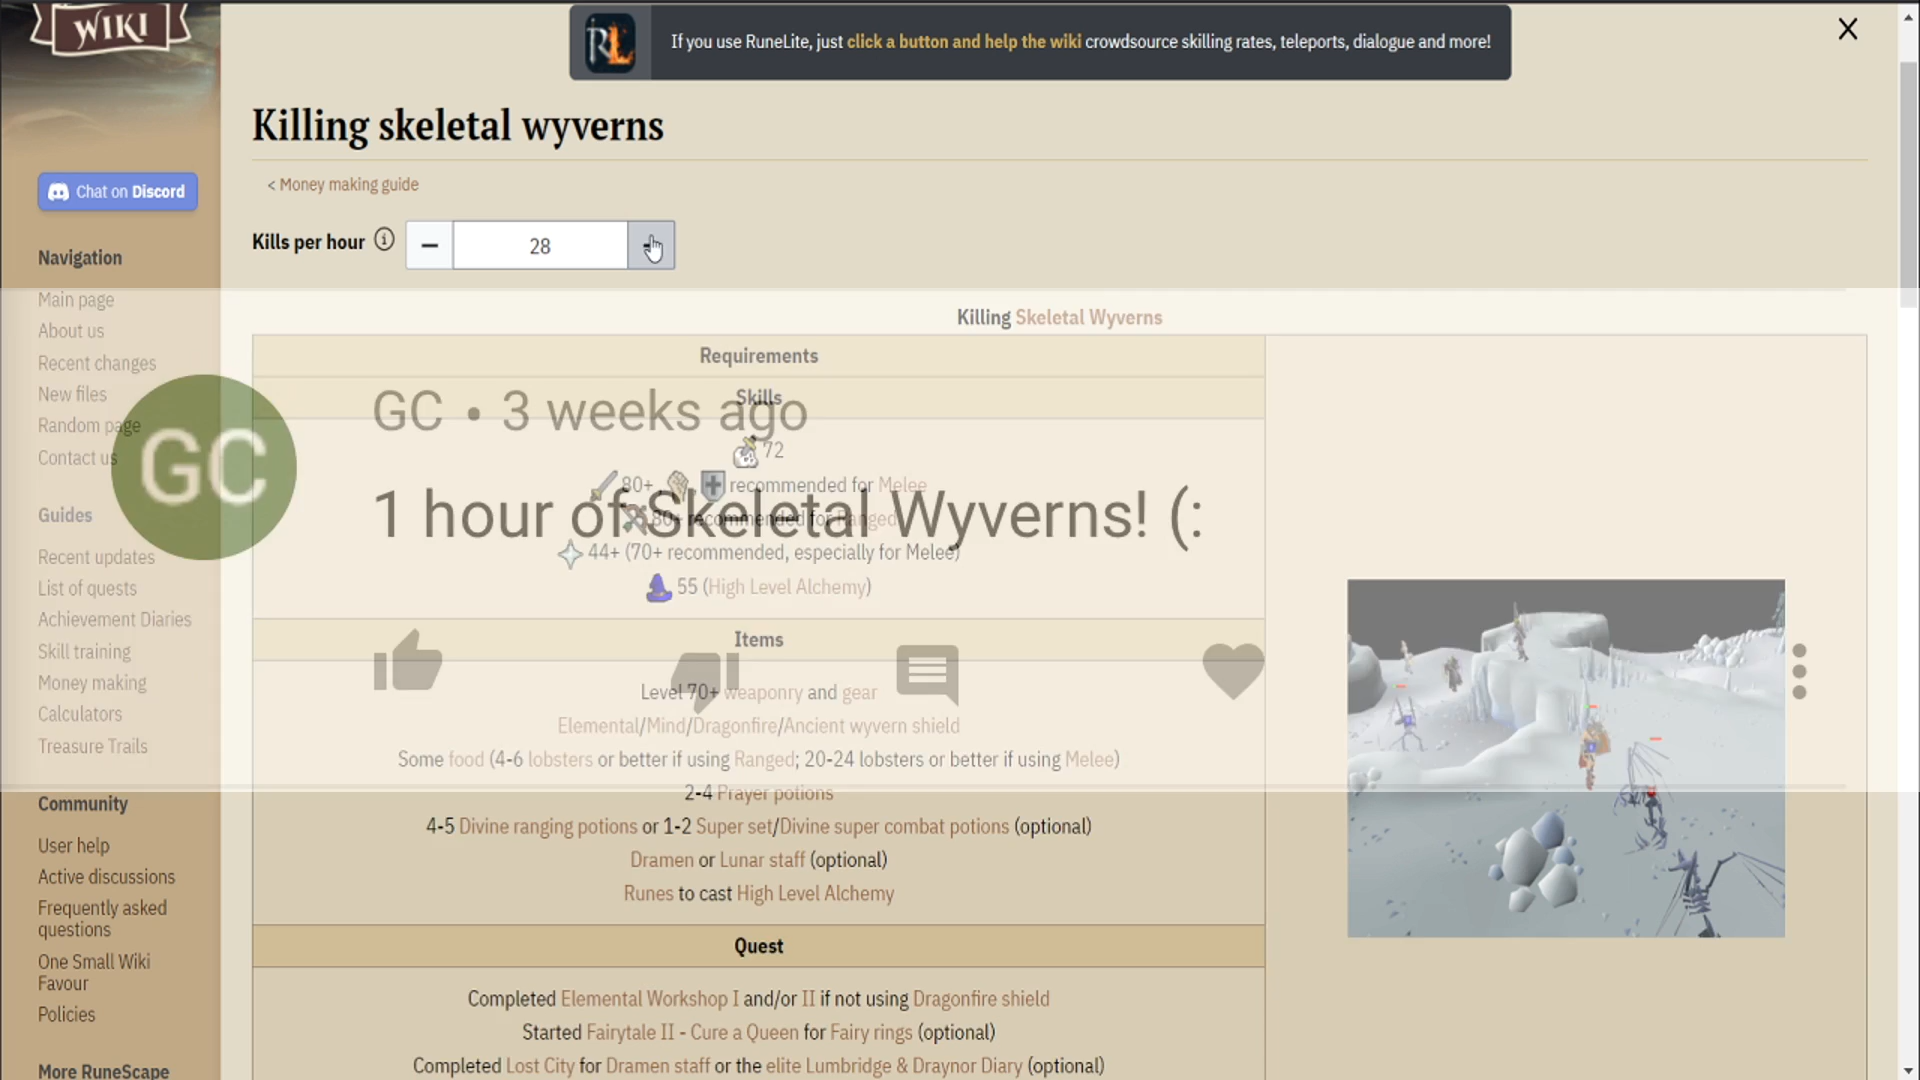 WIKI
If you use RuneLite, just click a button and help the wiki crowdsource skilling rates, teleports, dialogue and more!
Killing skeletal wyverns
< Money making guide
Chat on Discord
Kills per hour
28
Navigation
Main page
About us
Recent changes
New files
Random page
Contact us
Guides
Recent updates
List of quests
Achievement Diaries
Skill training
Money making
Calculators
Treasure Trails
Community
User help
Active discussions
Frequently asked
questions
One Small Wiki
Favour
Policies
More RuneScape
Killing Skeletal Wyverns
Requirements
Skills
72
80+, recommended for Melee
80+ recommended for Ranged
44+ (70+ recommended, especially for Melee)
55 (High Level Alchemy)
Items
Level 70+ weaponry and gear
Elemental/Mind/Dragonfire/Ancient wyvern shield
Some food (4-6 lobsters or better if using Ranged; 20-24 lobsters or better if using Melee)
2-4 Prayer potions
4-5 Divine ranging potions or 1-2 Super set/Divine super combat potions (optional)
Dramen or Lunar staff (optional)
Runes to cast High Level Alchemy
Quest
Completed Elemental Workshop I and/or II if not using Dragonfire shield
Started Fairytale II - Cure a Queen for Fairy rings (optional)
Completed Lost City for Dramen staff or the elite Lumbridge & Draynor Diary (optional)
GC
GC • 3 weeks ago
1 hour of Skeletal Wyverns! (: